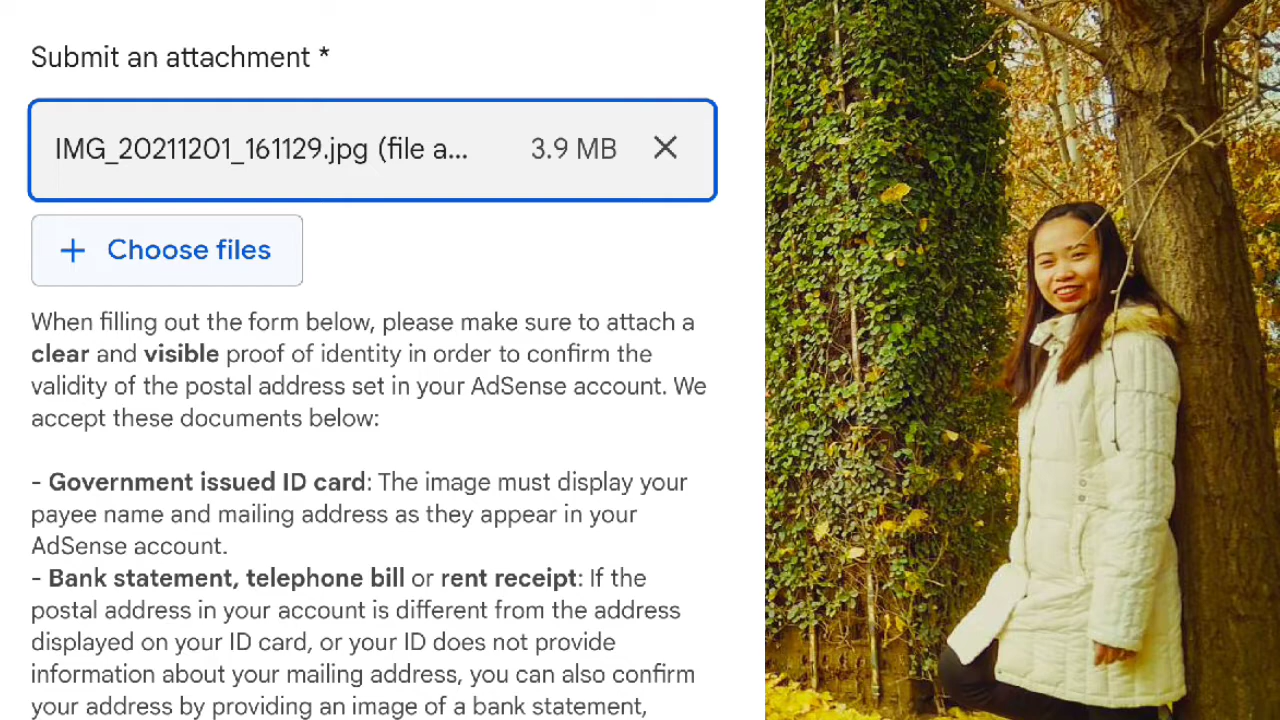 Submit an attachment *
IMG_20211201_161129.jpg (file a... 3.9 MB
Choose files
When filling out the form below, please make sure to attach a
clear and visible proof of identity in order to confirm the
validity of the postal address set in your AdSense account. We
accept these documents below:
- Government issued ID card: The image must display your
payee name and mailing address as they appear in your
AdSense account.
- Bank statement, telephone bill or rent receipt: If the
postal address in your account is different from the address
displayed on your ID card, or your ID does not provide
information about your mailing address, you can also confirm
your address by providing an image of a bank statement,